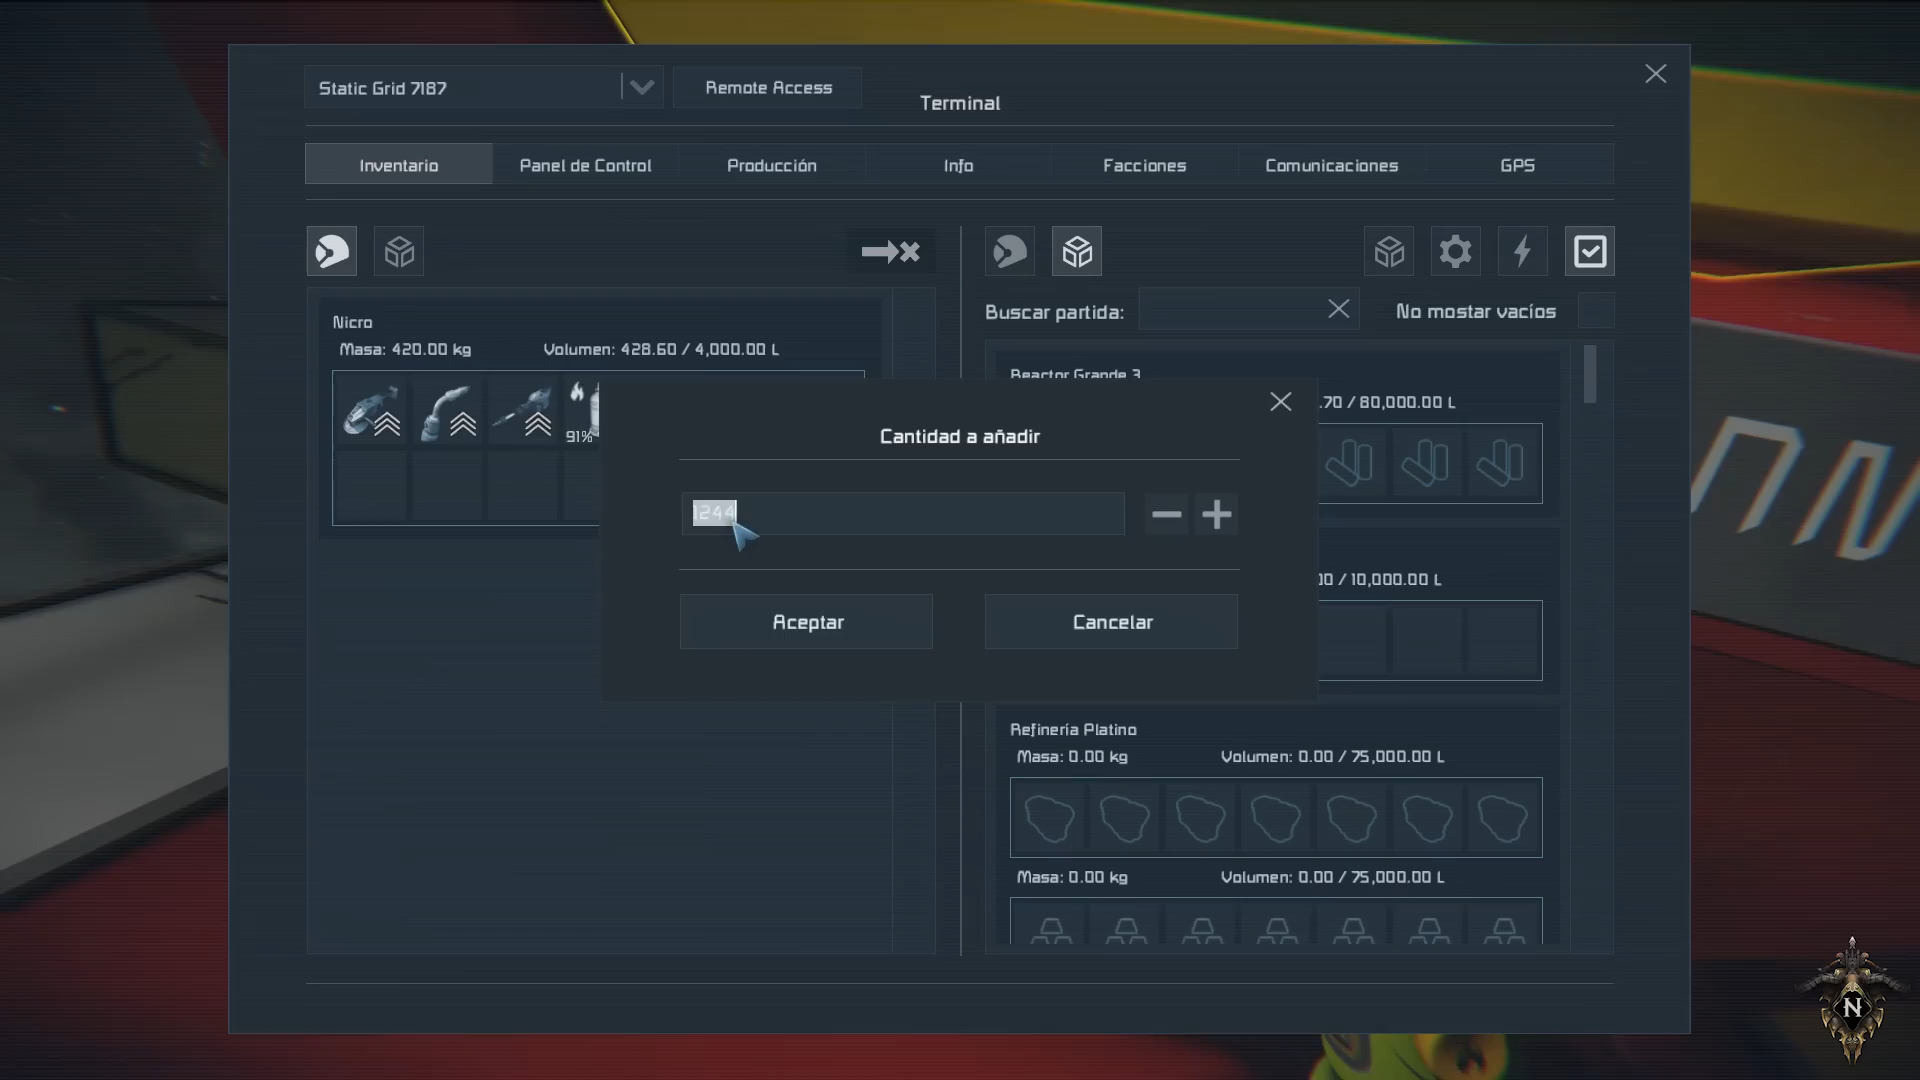 Static Grid 7187
Remote Access
Terminal
Inventario
Panel de Control
Producción
Info
Facciones
Comunicaciones
GPS
Buscar partida:
No mostar vacíos
Nicro
Masa: 420.00 kg
Volumen: 428.60 / 4,000.00 L
91%
Reactor Grande 3
.70 / 80,000.00 L
Cantidad a añadir
1244
Aceptar
Cancelar
00 / 10,000.00 L
Refinería Platino
Masa: 0.00 kg
Volumen: 0.00 / 75,000.00 L
Masa: 0.00 kg
Volumen: 0.00 / 75,000.00 L
N